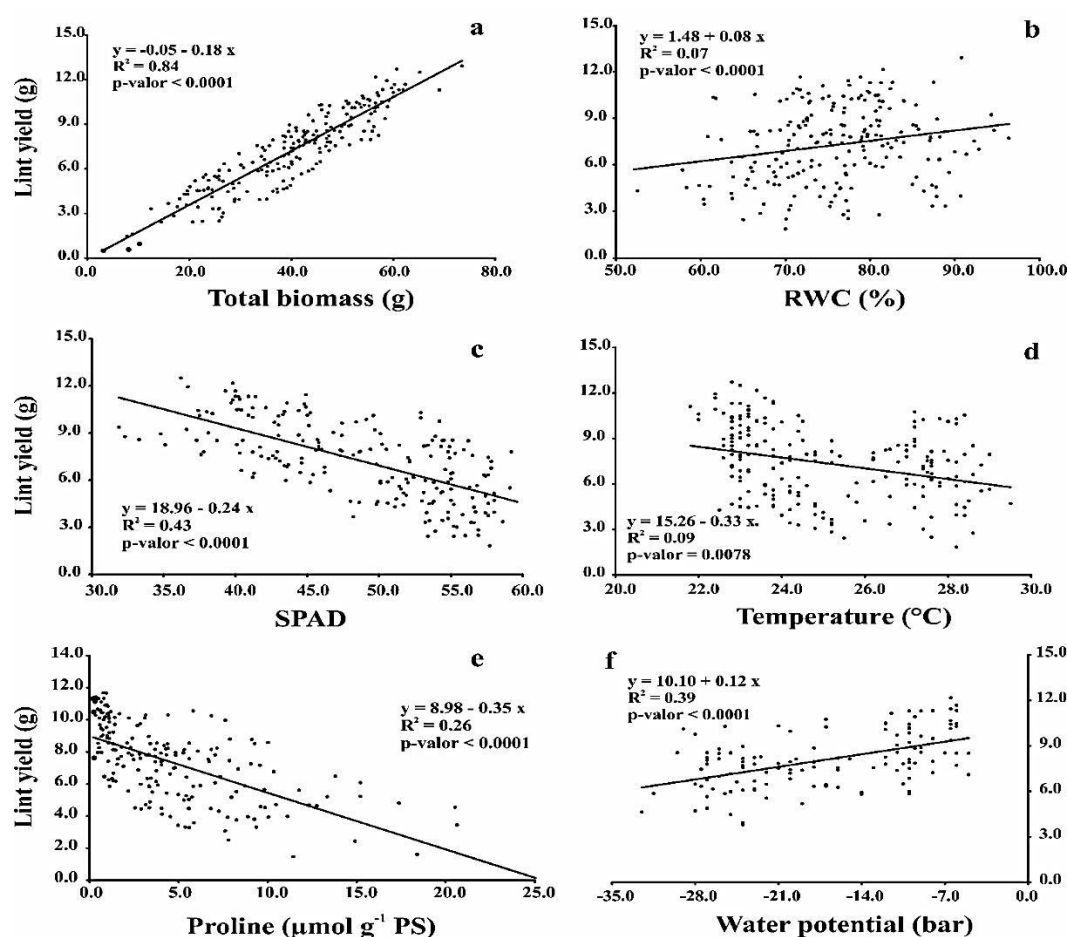 a
y = -0.05 - 0.18 x
R² = 0.84
p-valor < 0.0001
Lint yield (g)
15.0
12.0
9.0
6.0
3.0
0.0
0.0 20.0 40.0 60.0 80.0
Total biomass (g)
b
y = 1.48 + 0.08 x
R² = 0.07
p-valor < 0.0001
15.0
12.0
9.0
6.0
3.0
0.0
50.0 60.0 70.0 80.0 90.0 100.0
RWC (%)
c
y = 18.96 - 0.24 x
R² = 0.43
p-valor < 0.0001
Lint yield (g)
15.0
12.0
9.0
6.0
3.0
0.0
30.0 40.0 50.0 60.0
SPAD
d
y = 15.26 - 0.33 x
R² = 0.09
p-valor = 0.0078
15.0
12.0
9.0
6.0
3.0
0.0
20.0 22.0 24.0 26.0 28.0 30.0
Temperature (°C)
e
y = 8.98 - 0.35 x
R² = 0.26
p-valor < 0.0001
Lint yield (g)
14.0
12.0
10.0
8.0
6.0
4.0
2.0
0.0
0.0 5.0 10.0 15.0 20.0 25.0
Proline (μmol g⁻¹ PS)
f
y = 10.10 + 0.12 x
R² = 0.39
p-valor < 0.0001
15.0
12.0
9.0
6.0
3.0
0.0
-35.0 -28.0 -21.0 -14.0 -7.0 0.0
Water potential (bar)